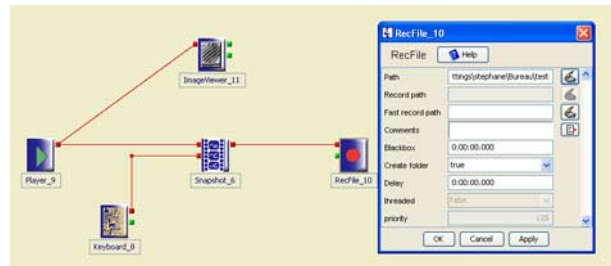 ImageViewer_11
Player_9
Snapshot_6
RecFile_10
Keyboard_8
RecFile_10
RecFile Help
Path ttings\stephane\Bureau\test
Record path
Fast record path
Comments
Blackbox 0:00:00.000
Create folder true
Delay 0:00:00.000
threaded false
priority 128
OK Cancel Apply